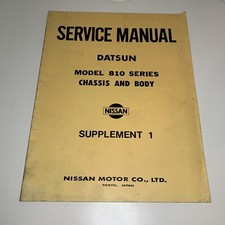 SERVICE MANUAL
DATSUN
MODEL 810 SERIES
CHASSIS AND BODY
NISSAN
SUPPLEMENT 1
NISSAN MOTOR CO., LTD.
TOKYO, JAPAN